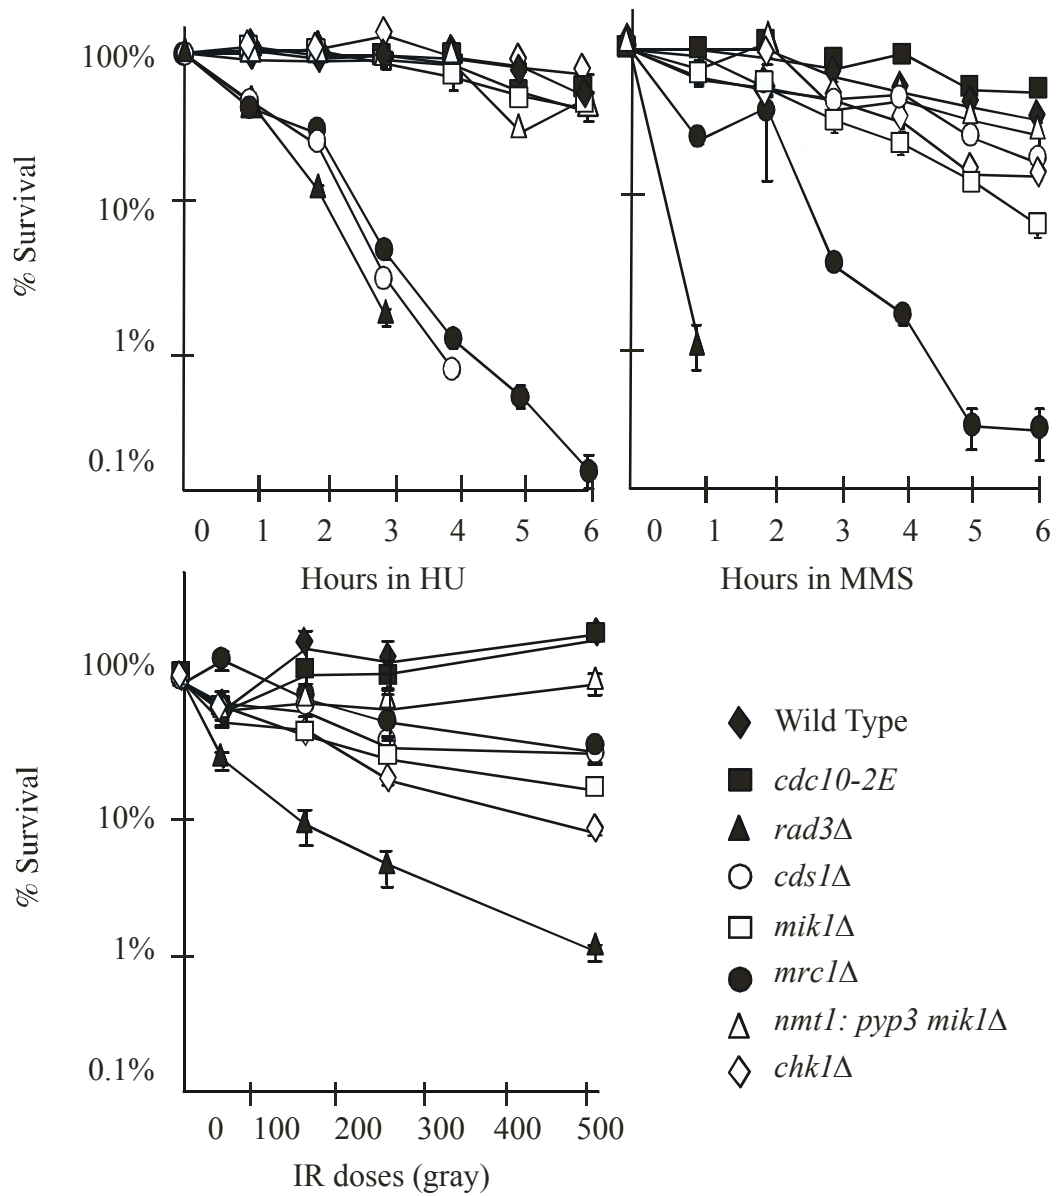 100%
10%
1%
0.1%
% Survival
0 1 2 3 4 5 6
Hours in HU
0 1 2 3 4 5 6
Hours in MMS
100%
10%
1%
0.1%
% Survival
0 100 200 300 400 500
IR doses (gray)
Wild Type
cdc10-2E
rad3Δ
cds1Δ
mik1Δ
mrc1Δ
nmt1: pyp3 mik1Δ
chk1Δ